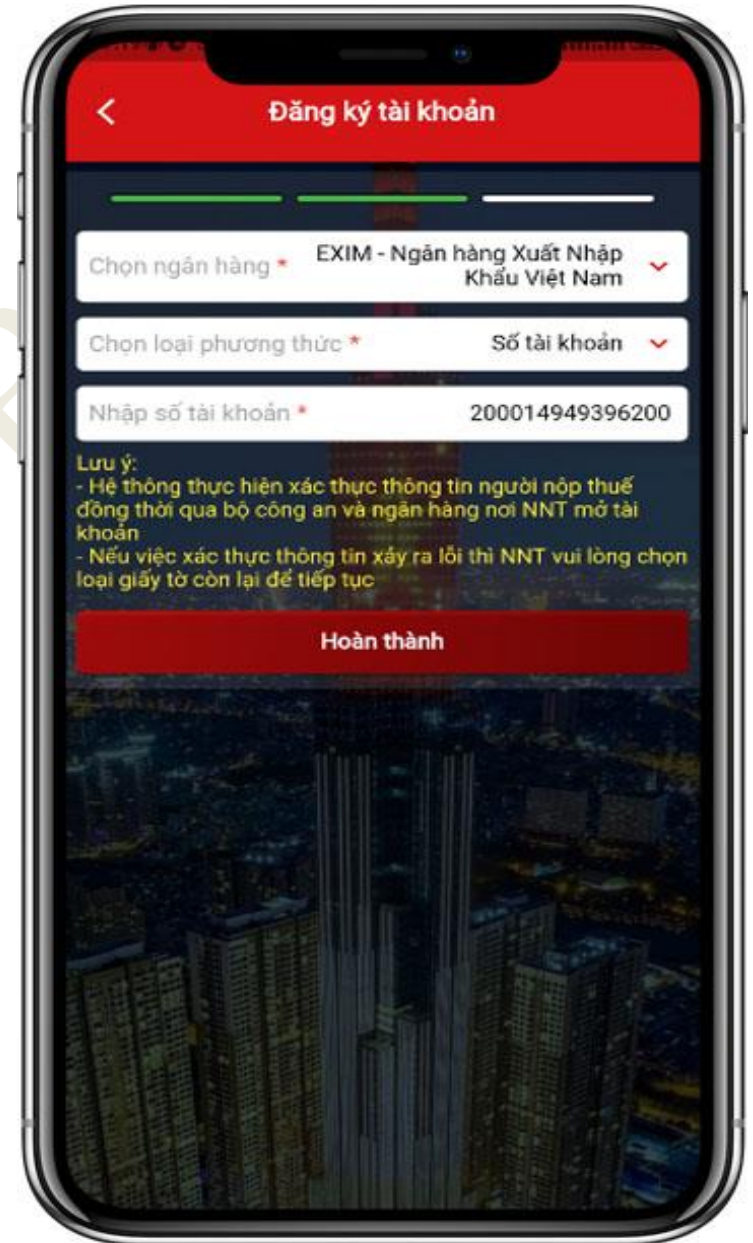 Đăng ký tài khoản
Chọn ngân hàng * EXIM - Ngân hàng Xuất Nhập
Khẩu Việt Nam
Chọn loại phương thức * Số tài khoản
Nhập số tài khoản * 200014949396200
Lưu ý:
- Hệ thông thực hiện xác thực thông tin người nộp thuế
đồng thời qua bộ công an và ngân hàng nơi NNT mở tài
khoản
- Nếu việc xác thực thông tin xảy ra lỗi thì NNT vui lòng chọn
loại giấy tờ còn lại để tiếp tục
Hoàn thành